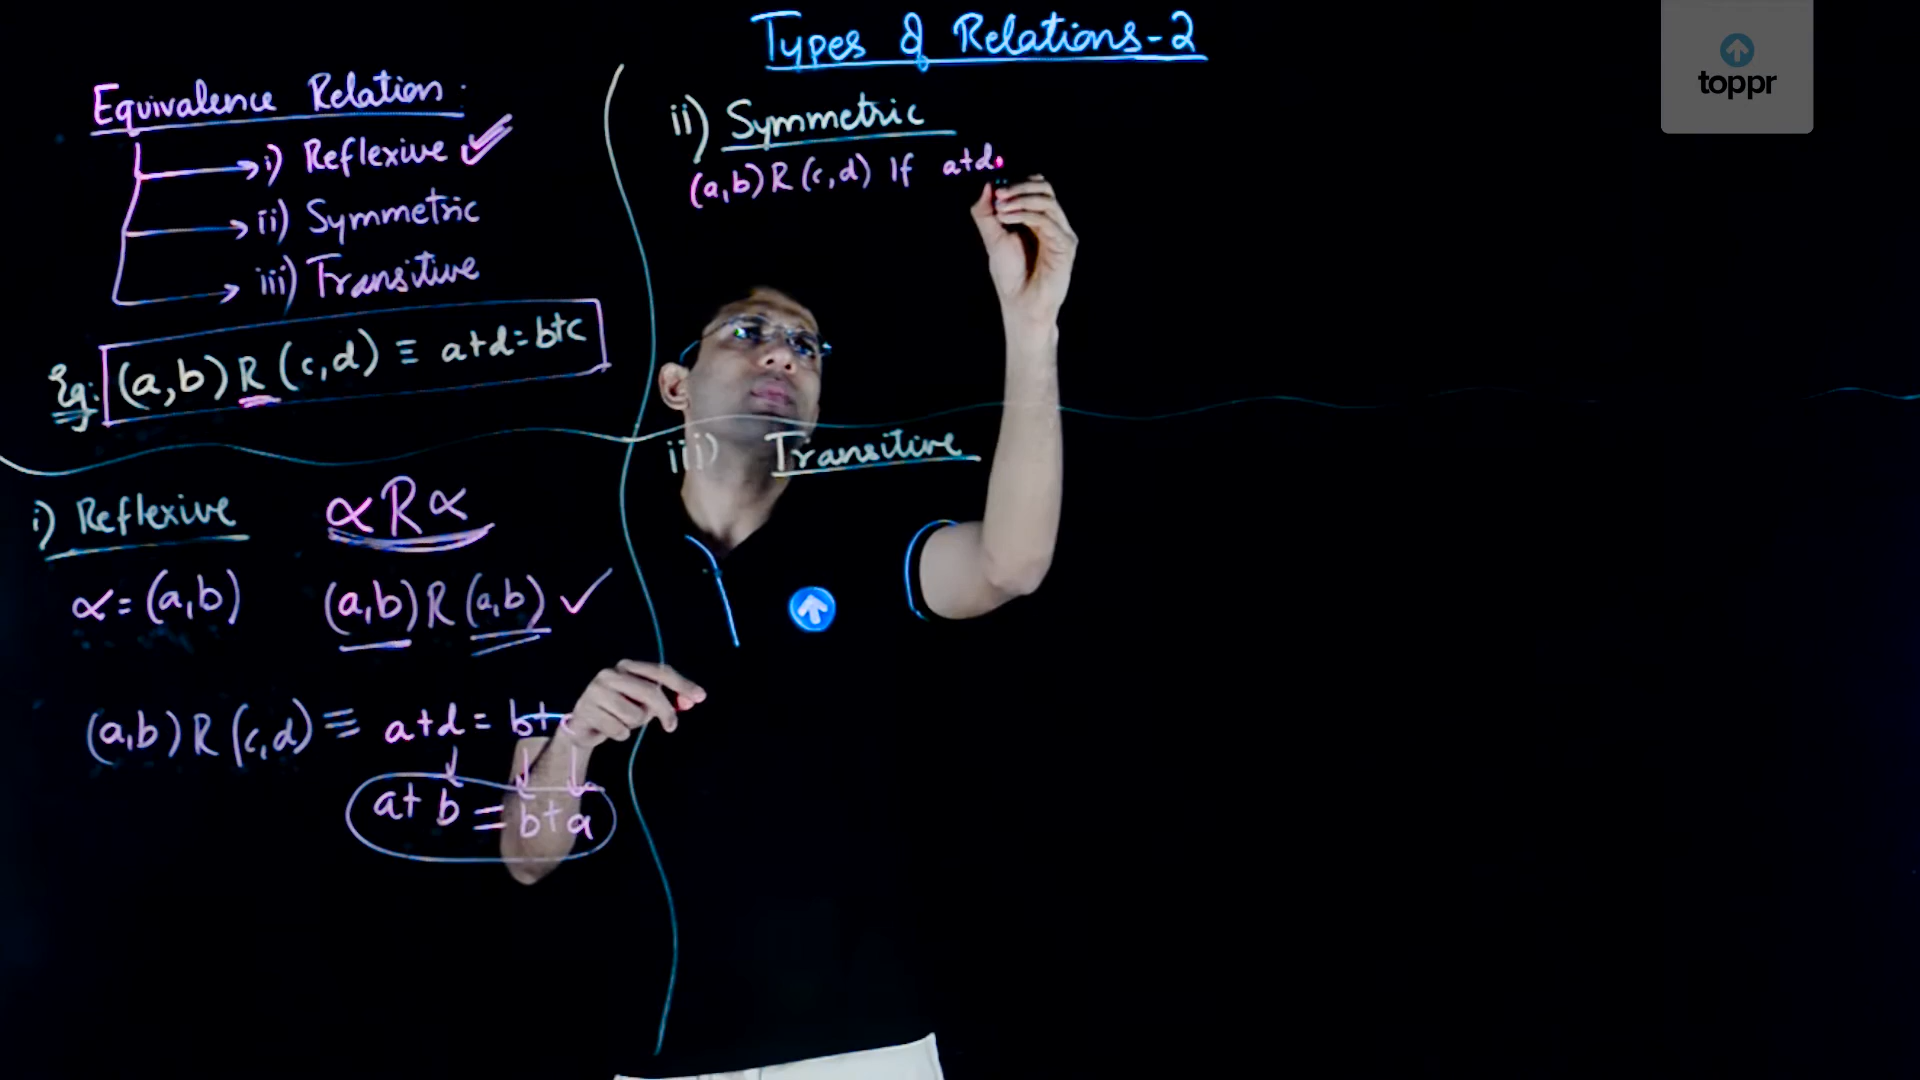 Types of Relations-2
toppr
Equivalence Relation:
i) Reflexive ✓
ii) Symmetric
iii) Transitive
Eg: (a,b) R (c,d) ≡ a+d=b+c
i) Reflexive ∝R∝
∝=(a,b) (a,b) R (a,b) ✓
(a,b) R (c,d) ≡ a+d = b+c
a+b = b+a
ii) Symmetric
(a,b) R (c,d) If a+d
iii) Transitive